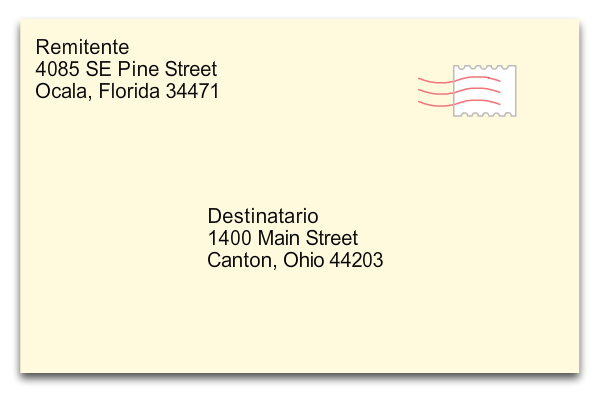 Remitente
4085 SE Pine Street
Ocala, Florida 34471
Destinatario
1400 Main Street
Canton, Ohio 44203